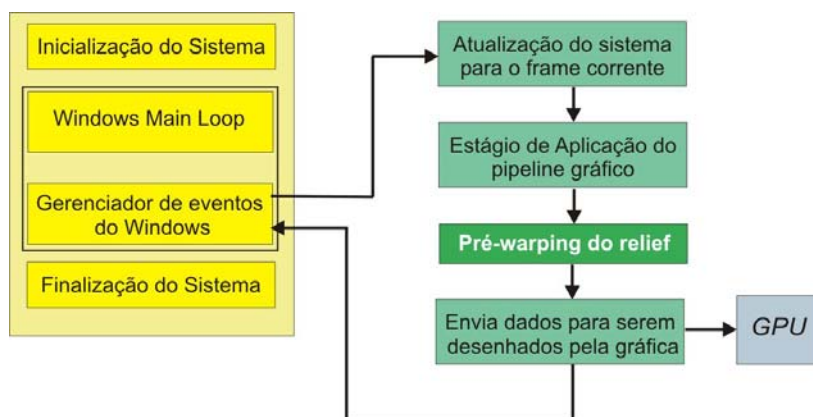 Inicialização do Sistema
Windows Main Loop
Gerenciador de eventos
do Windows
Finalização do Sistema
Atualização do sistema
para o frame corrente
Estágio de Aplicação do
pipeline gráfico
Pré-warping do relief
Envia dados para serem
desenhados pela gráfica
GPU